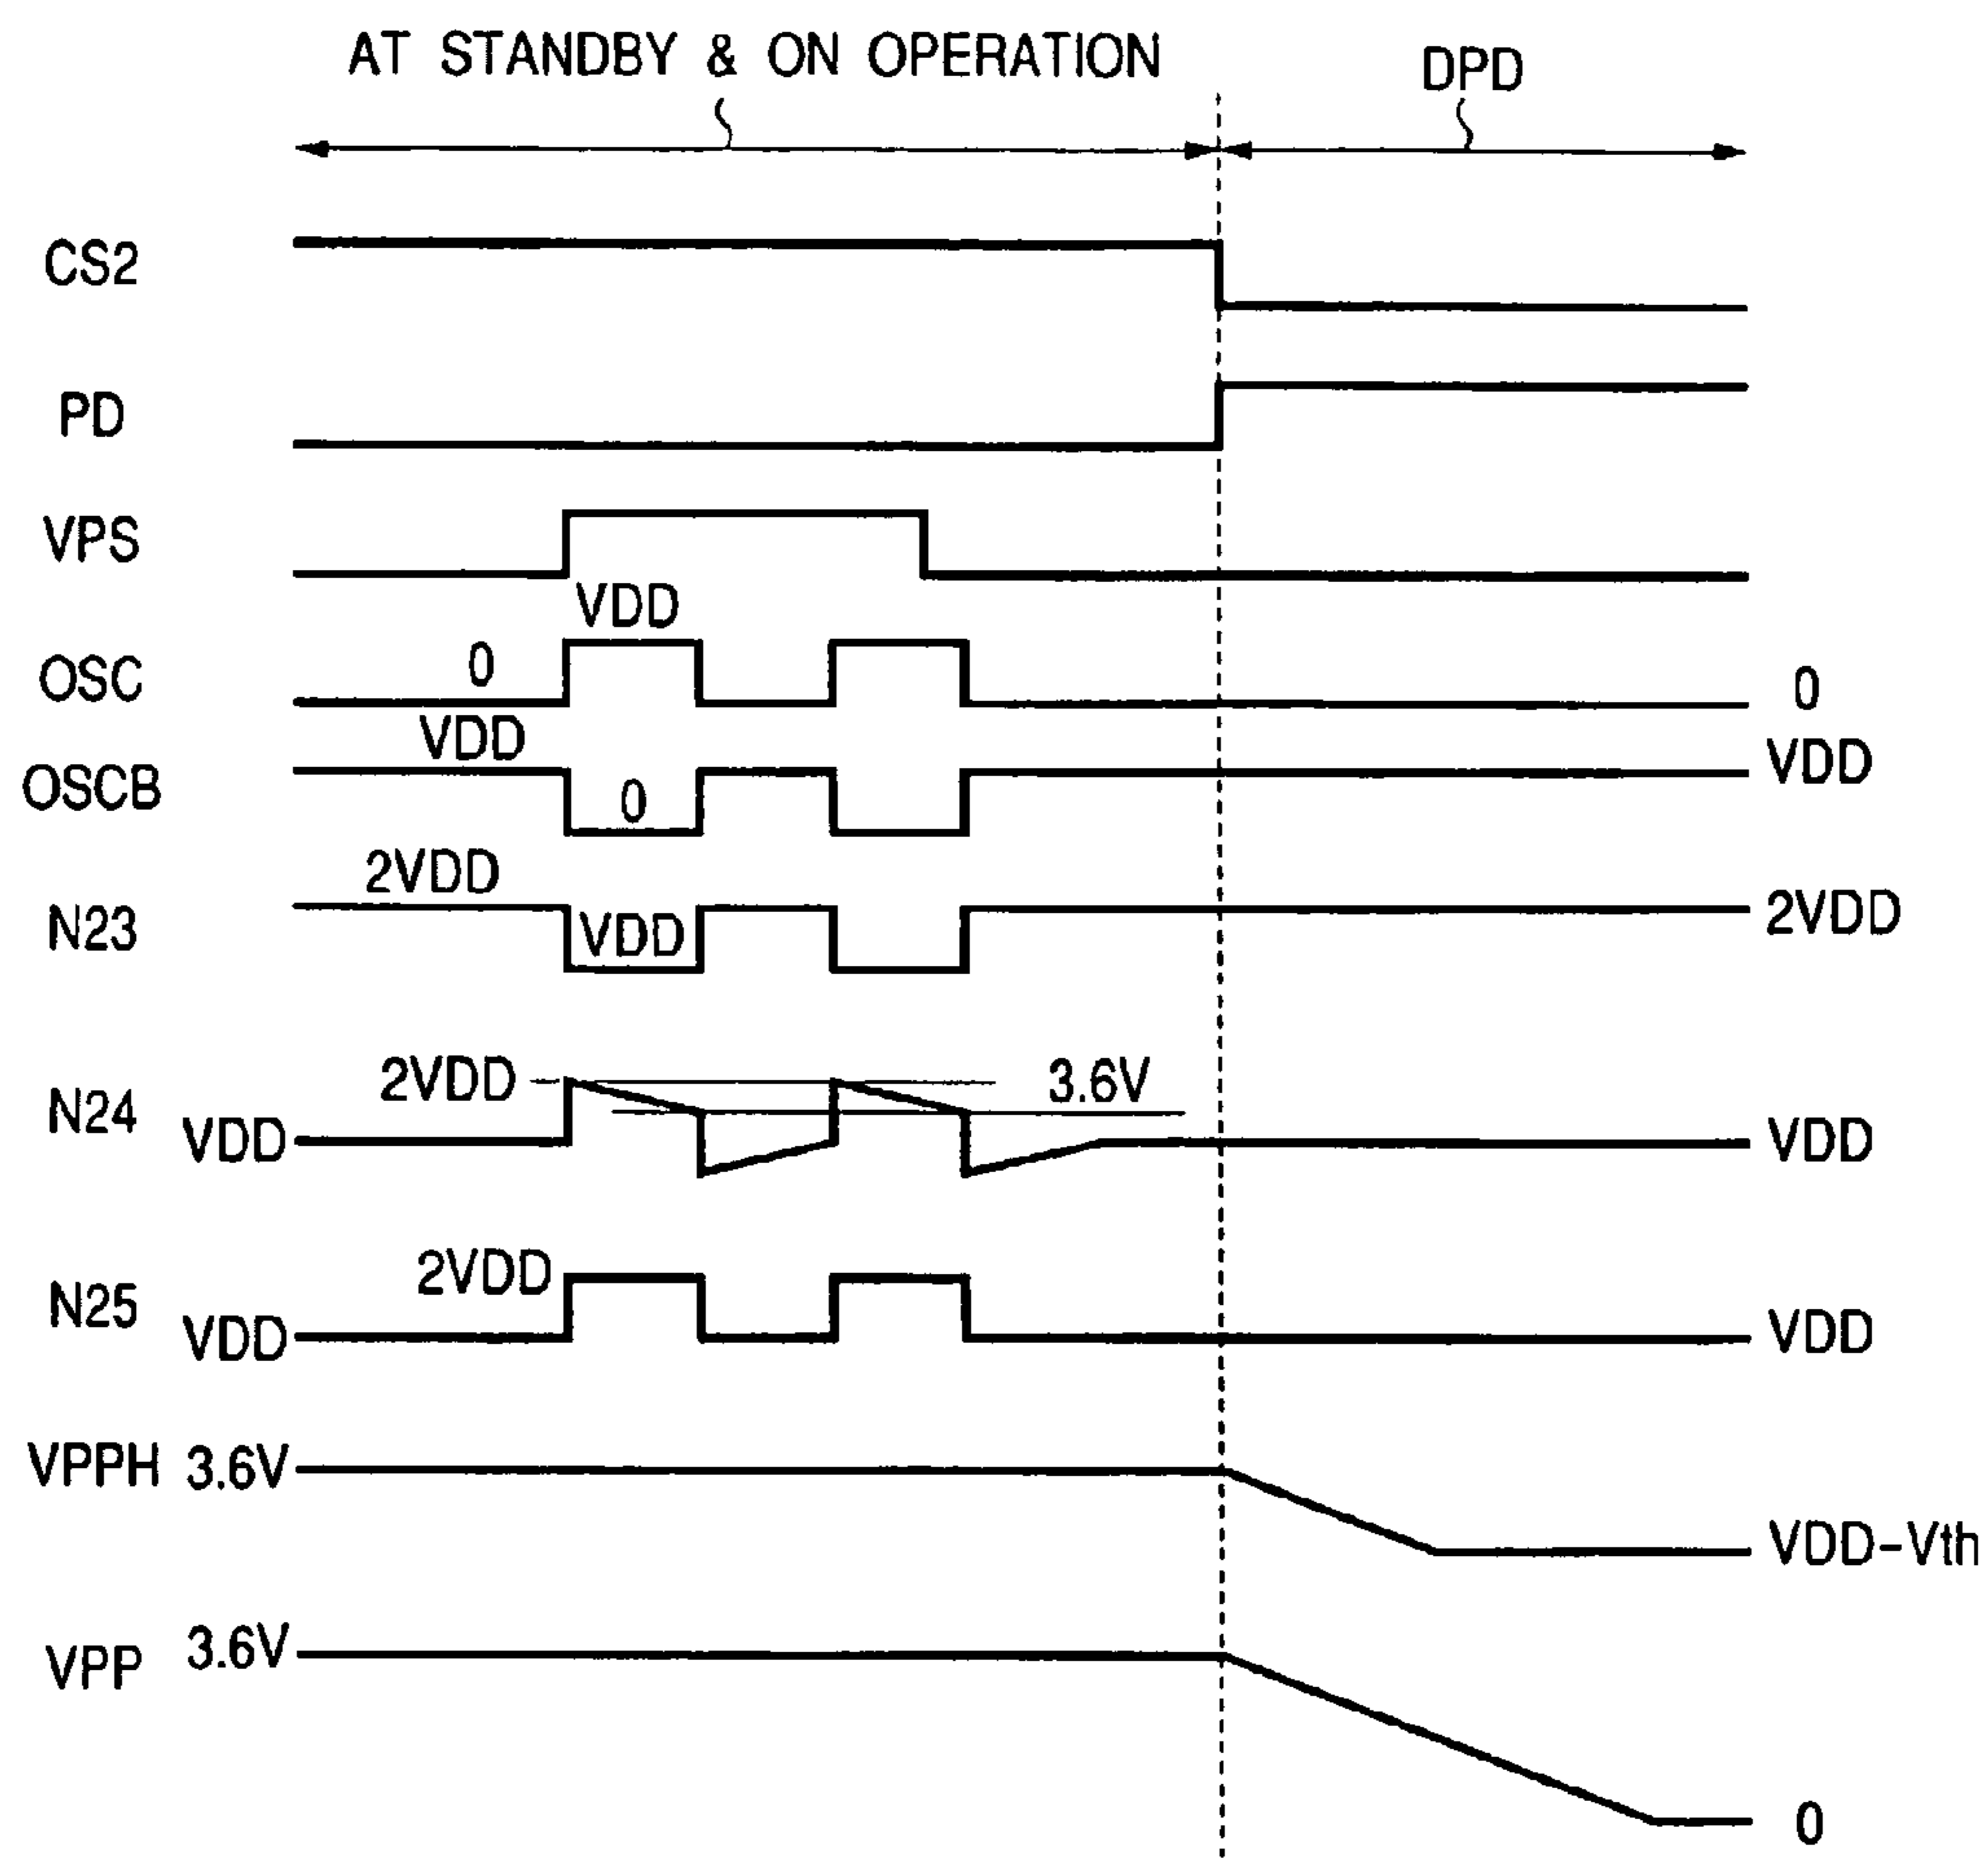 AT STANDBY & ON OPERATION DPD
CS2
PD
VPS
VDD
OSC 0 0
VDD VDD
OSCB 0
2VDD
N23 VDD 2VDD
2VDD 3.6V
N24 VDD VDD
2VDD
N25 VDD VDD
VPPH 3.6V
VDD-Vth
VPP 3.6V
0